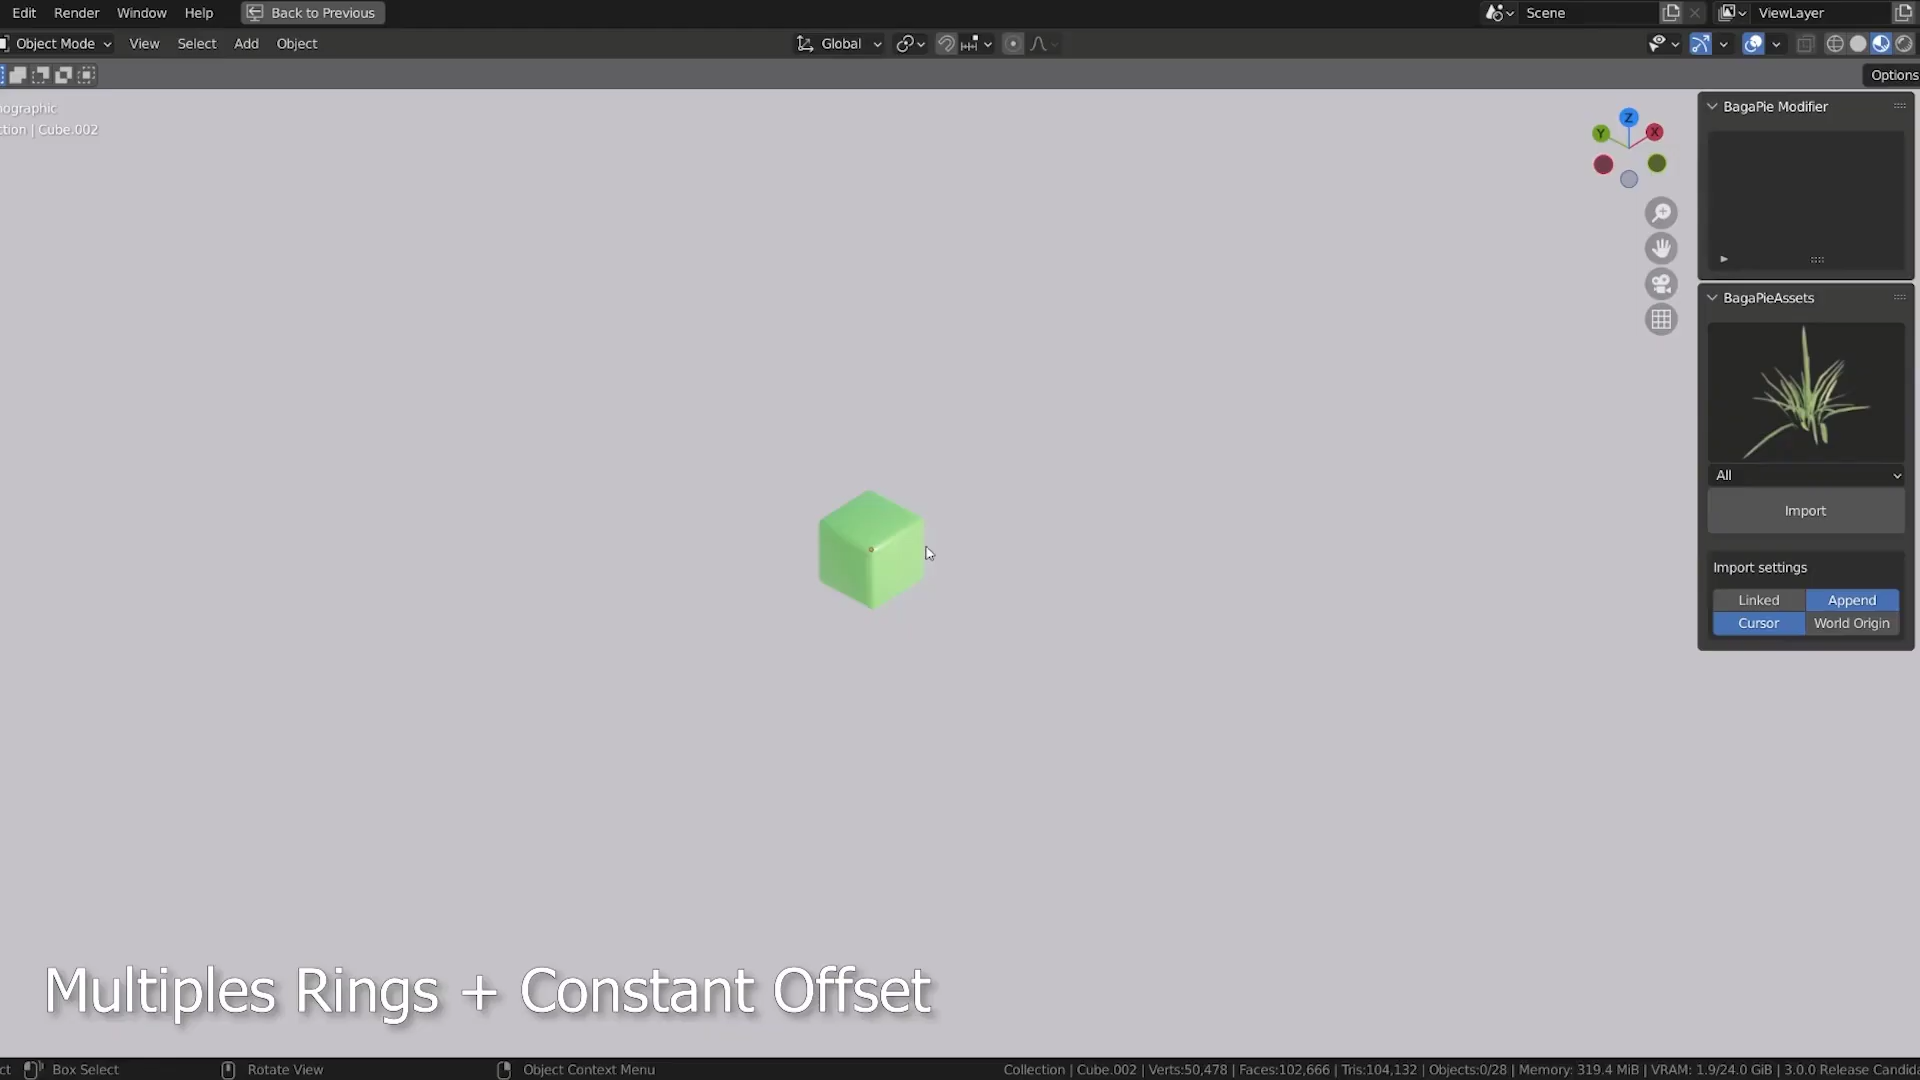 Edit Render Window Help Back to Previous Scene ViewLayer
Object Mode View Select Add Object Global
Options
ographic
tion | Cube.002
Z
Y X
BagaPie Modifier
BagaPieAssets
All
Import
Import settings
Linked Append
Cursor World Origin
Multiples Rings + Constant Offset
ct Box Select Rotate View Object Context Menu Collection | Cube.002 | Verts:50,478 | Faces:102,666 | Tris:104,132 | Objects:0/28 | Memory: 319.4 MiB | VRAM: 1.9/24.0 GiB | 3.0.0 Release Candida